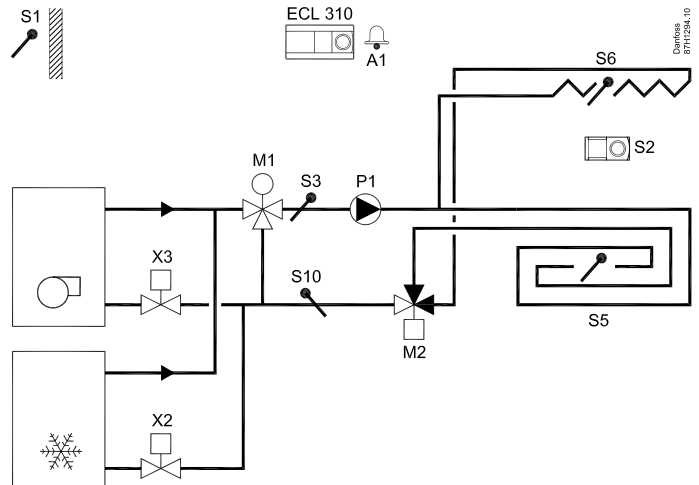 S1
ECL 310
A1
Danfoss
87H1294.10
S6
S2
M1
S3
P1
X3
S10
S5
M2
X2